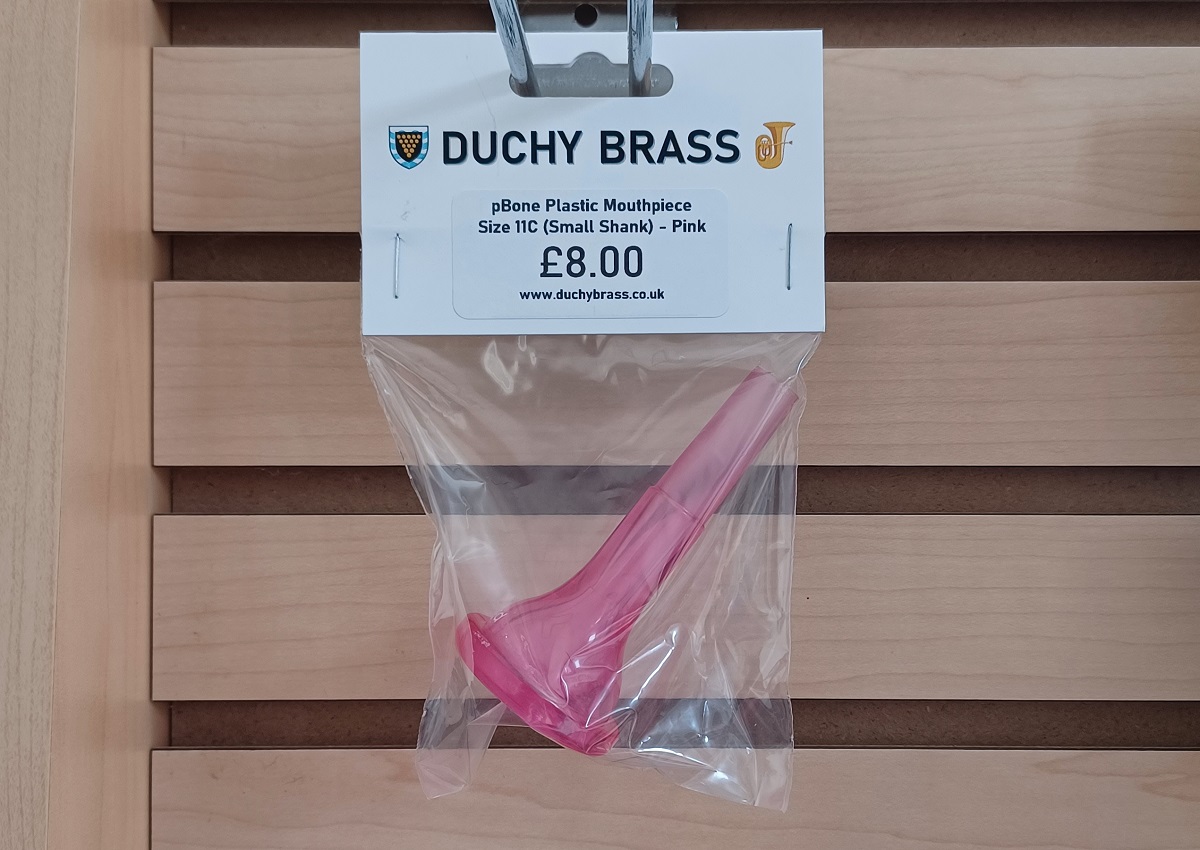 DUCHY BRASS
pBone Plastic Mouthpiece
Size 11C (Small Shank) - Pink
£8.00
www.duchybrass.co.uk